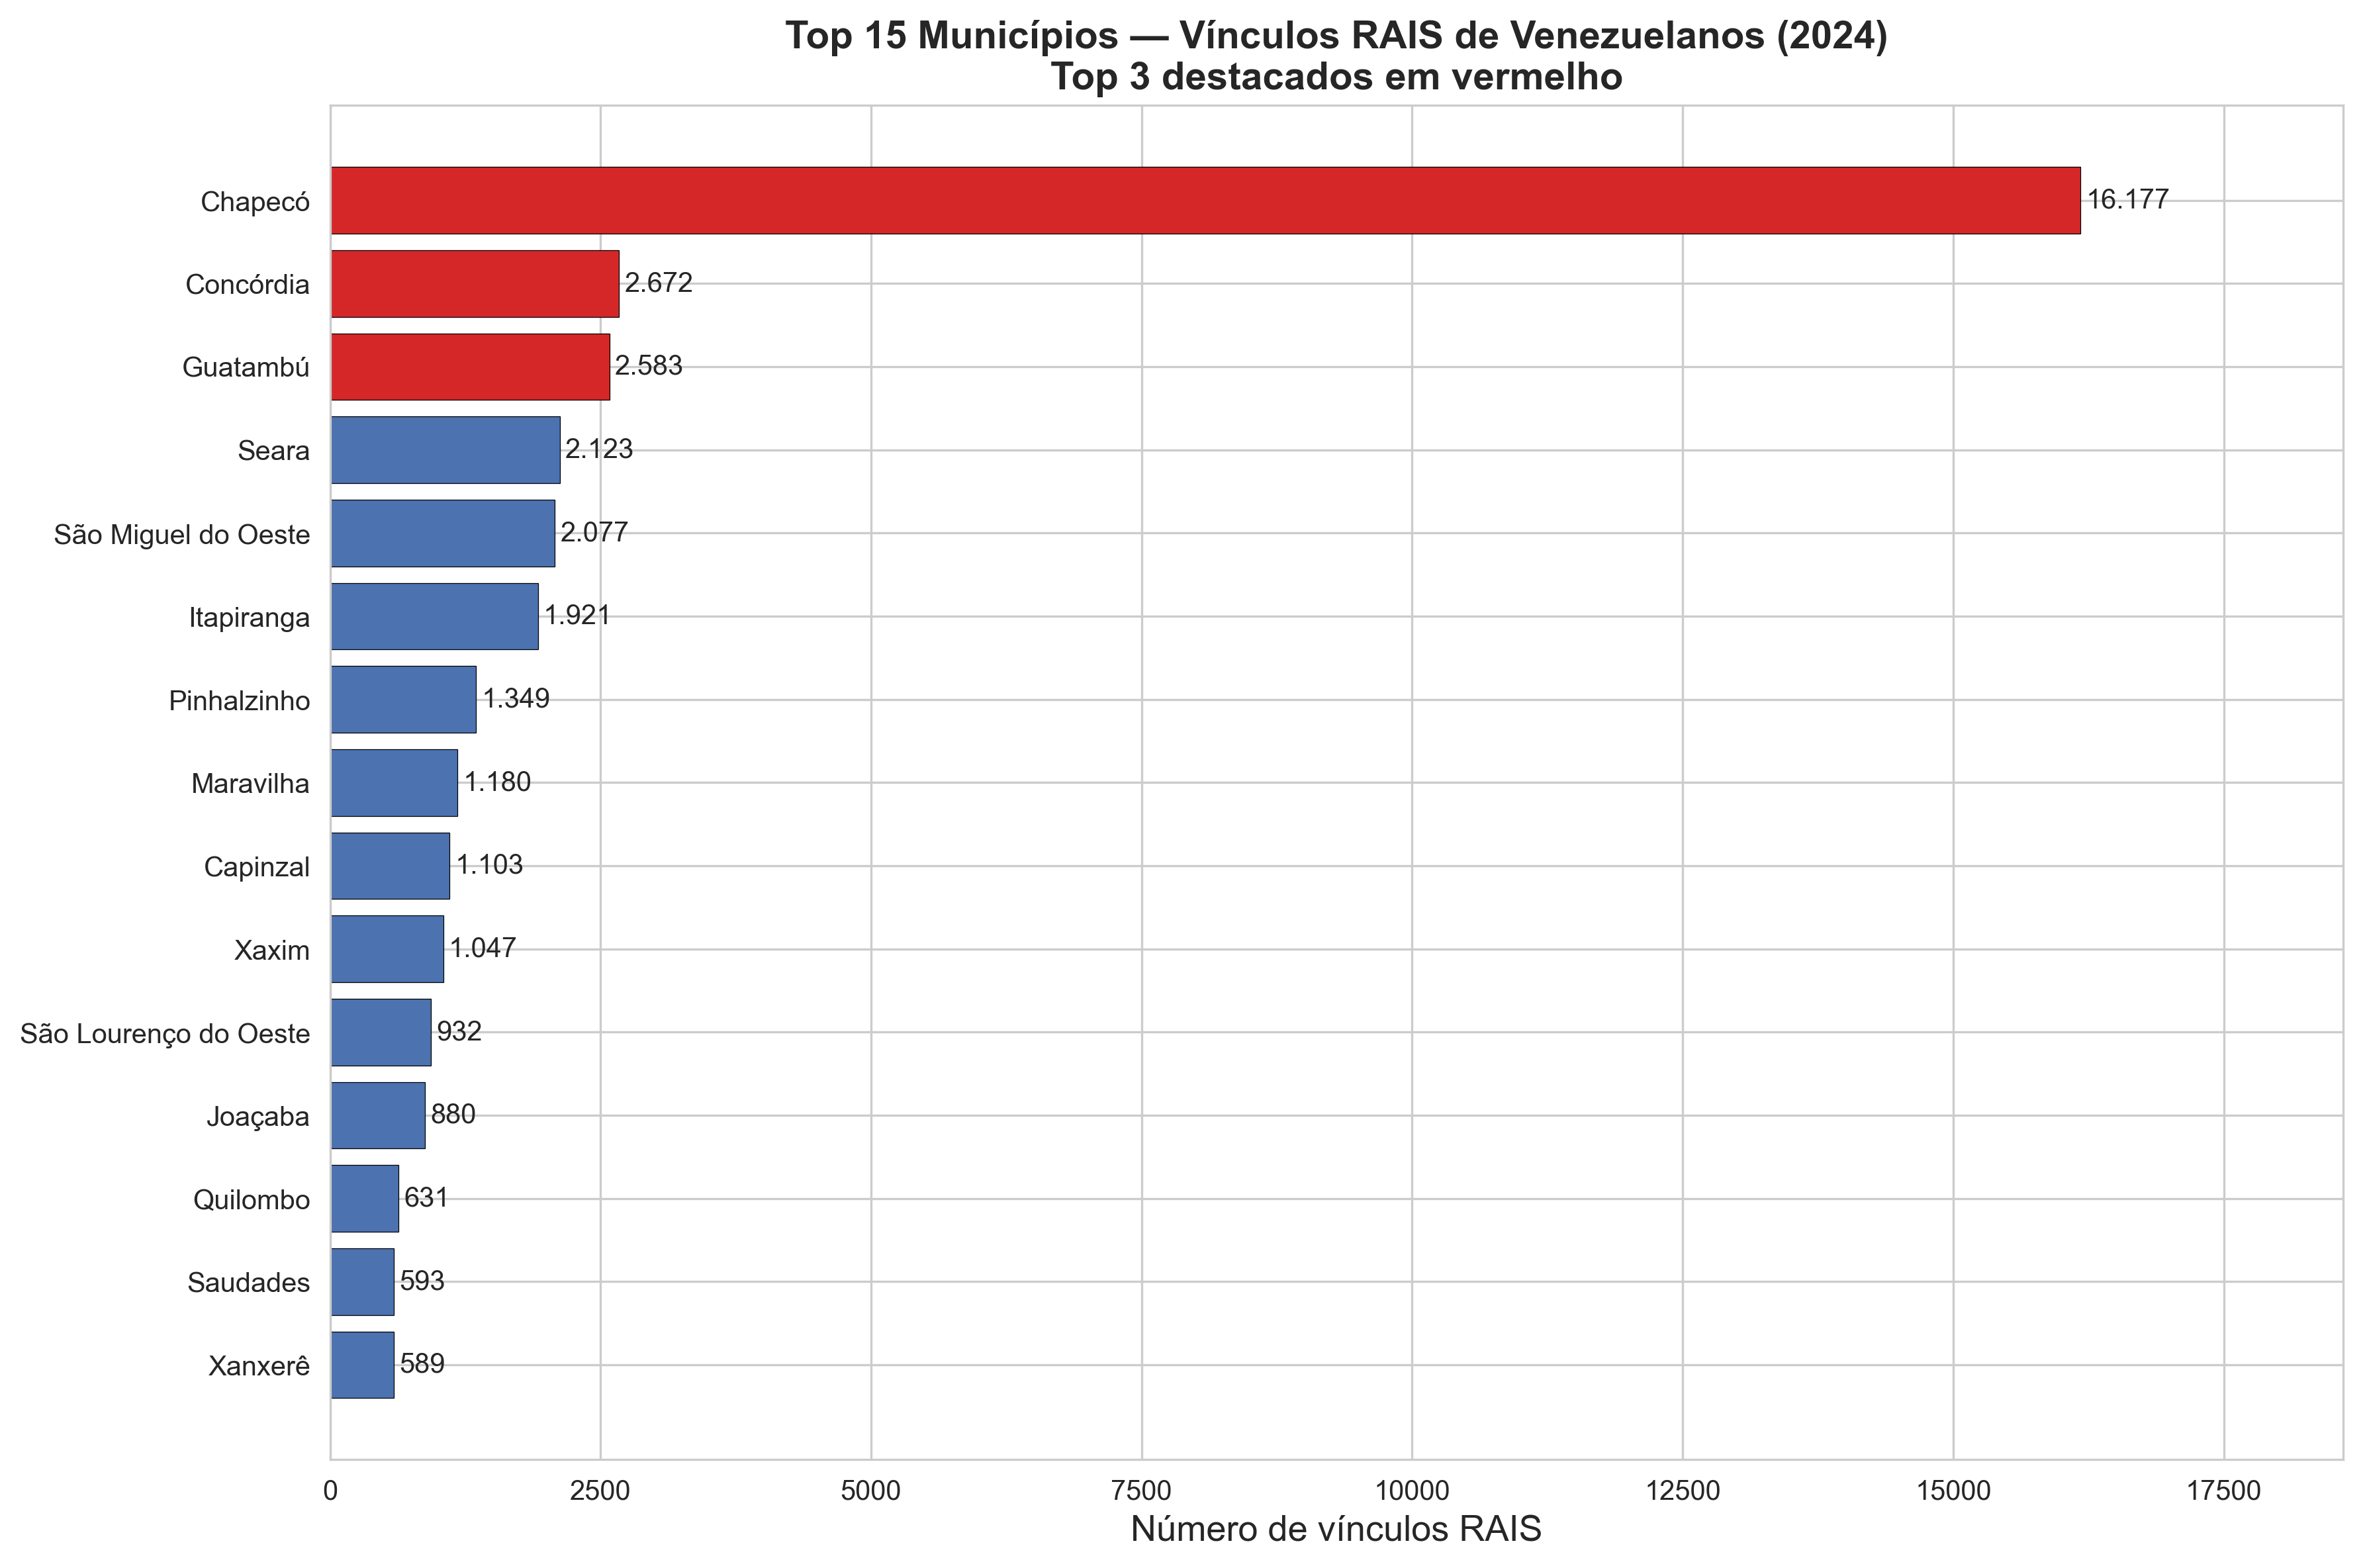 Top 15 Municípios — Vínculos RAIS de Venezuelanos (2024)
Top 3 destacados em vermelho
Chapecó 16.177
Concórdia 2.672
Guatambú 2.583
Seara 2.123
São Miguel do Oeste 2.077
Itapiranga 1.921
Pinhalzinho 1.349
Maravilha 1.180
Capinzal 1.103
Xaxim 1.047
São Lourenço do Oeste 932
Joaçaba 880
Quilombo 631
Saudades 593
Xanxerê 589
0 2500 5000 7500 10000 12500 15000 17500
Número de vínculos RAIS